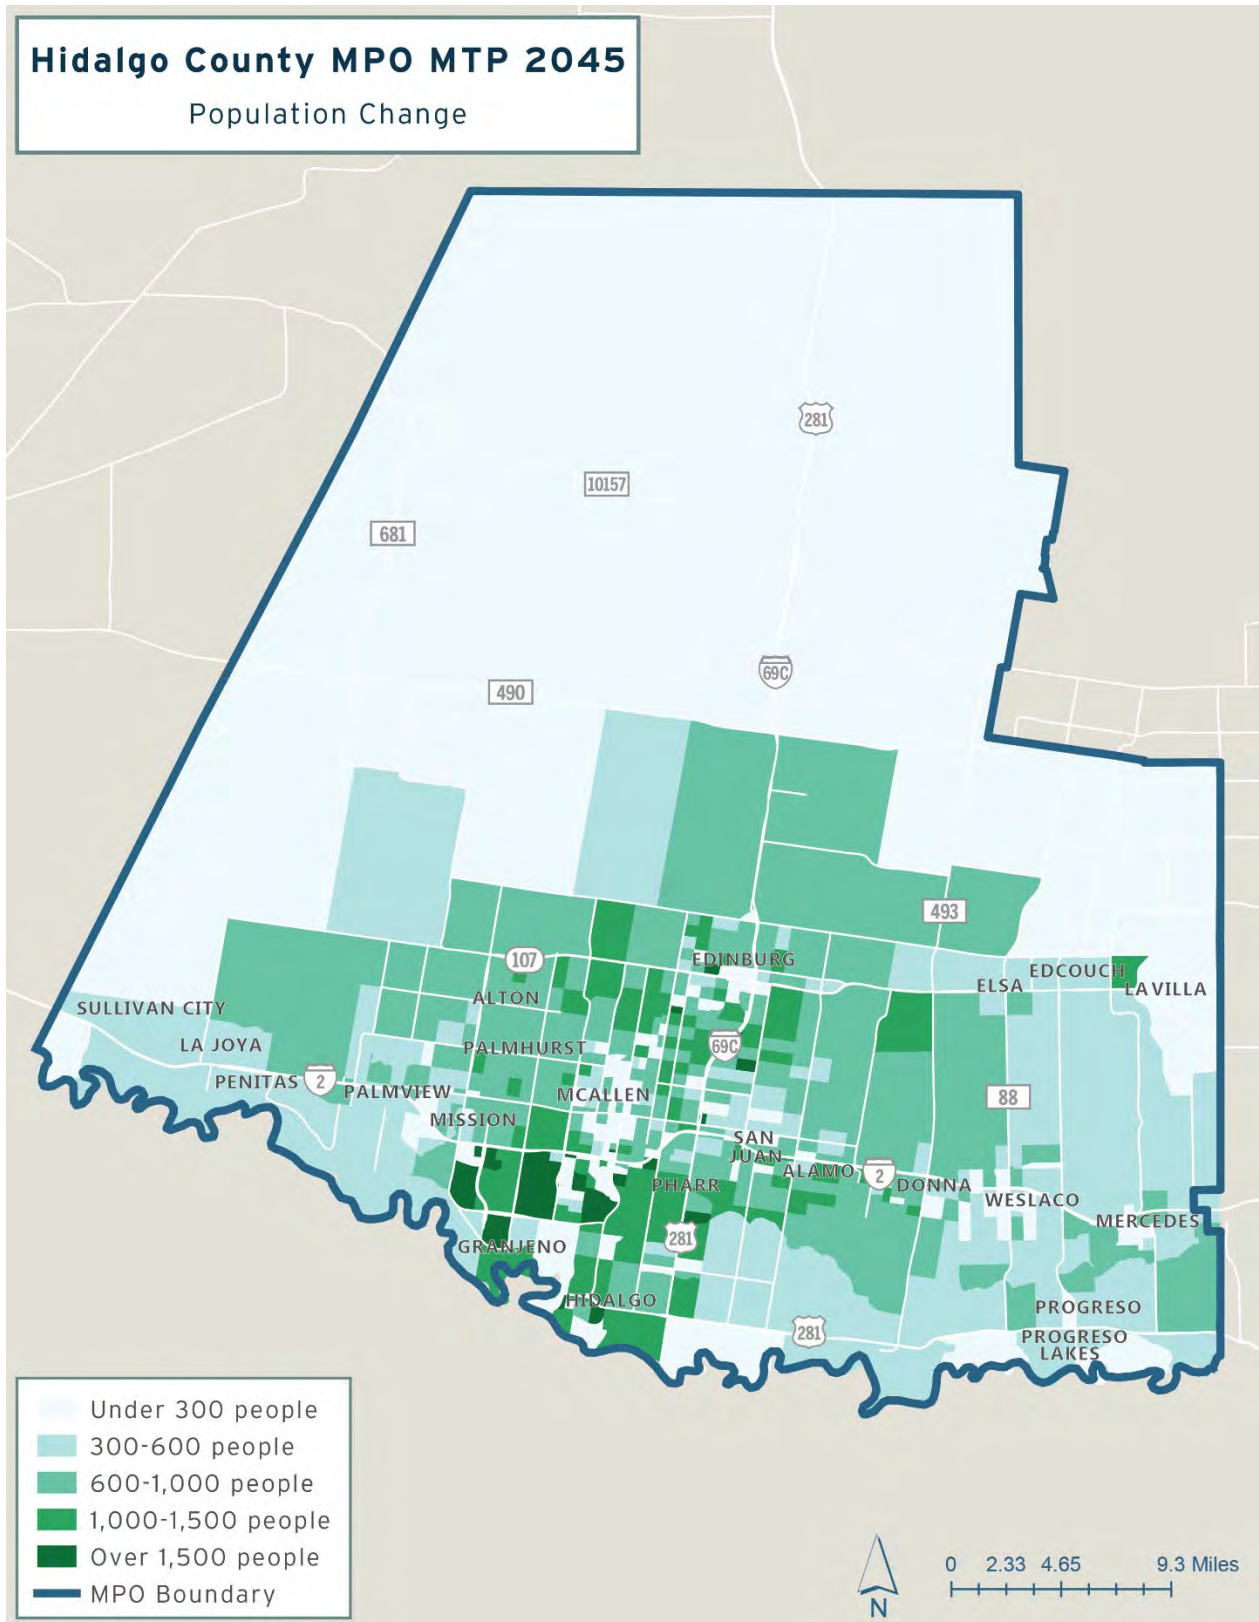 Hidalgo County MPO MTP 2045
Population Change
281
10157
681
69C
490
493
107
EDINBURG
EDCOUCH
ELSA
LA VILLA
ALTON
SULLIVAN CITY
LA JOYA
PALMHURST
69C
PENITAS
2
PALMVIEW
MCALLEN
88
MISSION
SAN
JUAN
ALAMO
2
DONNA
PHARR
WESLACO
MERCEDES
281
GRANJENO
HIDALGO
PROGRESO
281
PROGRESO
LAKES
Under 300 people
300-600 people
600-1,000 people
1,000-1,500 people
Over 1,500 people
MPO Boundary
N
0 2.33 4.65 9.3 Miles